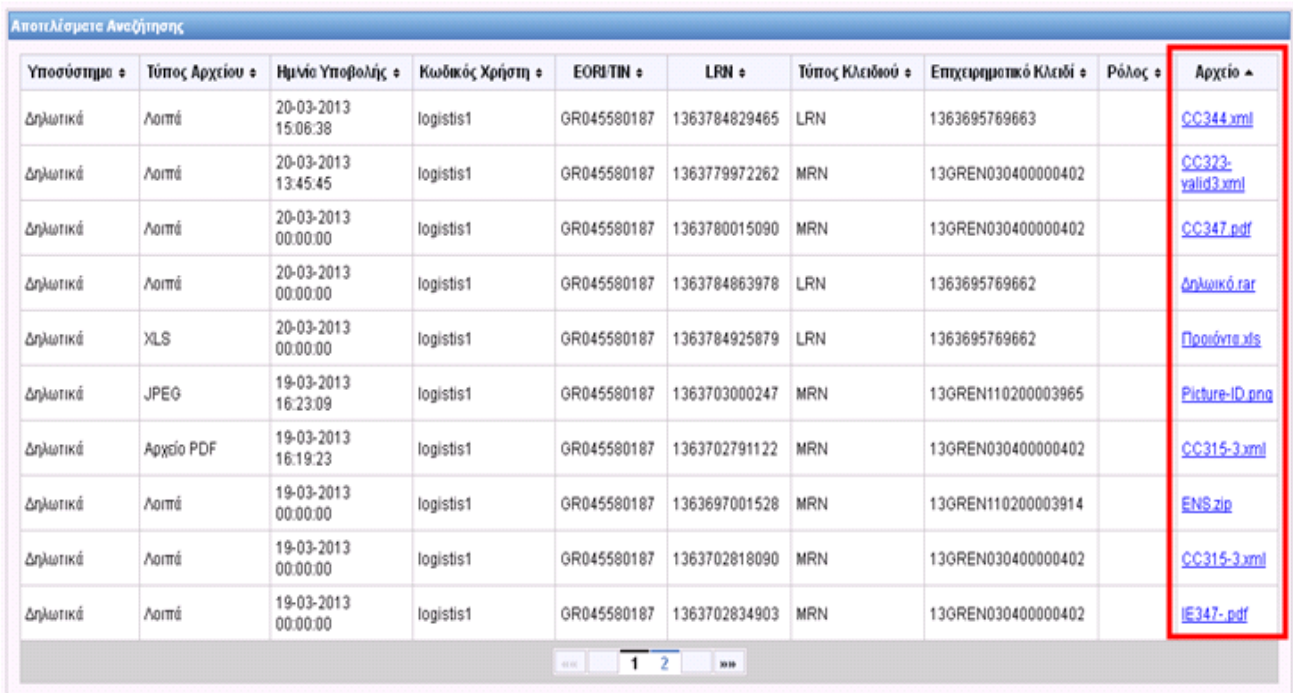 Αποτελέσματα Αναζήτησης
Υποσύστημα Τύπος Αρχείου Ημ/νία Υποβολής Κωδικός Χρήστη EORI/TIN LRN Τύπος Κλειδιού Επιχειρηματικό Κλειδί Ρόλος Αρχείο
Δηλωτικά Λοιπά 20-03-2013 15:06:38 logistis1 GR045580187 1363784829465 LRN 1363695769663 CC344.xml
Δηλωτικά Λοιπά 20-03-2013 13:45:45 logistis1 GR045580187 1363779972262 MRN 13GREN030400000402 CC323-valid3.xml
Δηλωτικά Λοιπά 20-03-2013 00:00:00 logistis1 GR045580187 1363780015090 MRN 13GREN030400000402 CC347.pdf
Δηλωτικά Λοιπά 20-03-2013 00:00:00 logistis1 GR045580187 1363784863978 LRN 1363695769662 Δηλωικό.rar
Δηλωτικά XLS 20-03-2013 00:00:00 logistis1 GR045580187 1363784925879 LRN 1363695769662 Προιόντα.xls
Δηλωτικά JPEG 19-03-2013 16:23:09 logistis1 GR045580187 1363703000247 MRN 13GREN110200003965 Picture-ID.png
Δηλωτικά Αρχείο PDF 19-03-2013 16:19:23 logistis1 GR045580187 1363702791122 MRN 13GREN030400000402 CC315-3.xml
Δηλωτικά Λοιπά 19-03-2013 00:00:00 logistis1 GR045580187 1363697001528 MRN 13GREN110200003914 ENS.zip
Δηλωτικά Λοιπά 19-03-2013 00:00:00 logistis1 GR045580187 1363702818090 MRN 13GREN030400000402 CC315-3.xml
Δηλωτικά Λοιπά 19-03-2013 00:00:00 logistis1 GR045580187 1363702834903 MRN 13GREN030400000402 IE347-.pdf
«« 1 2 »»